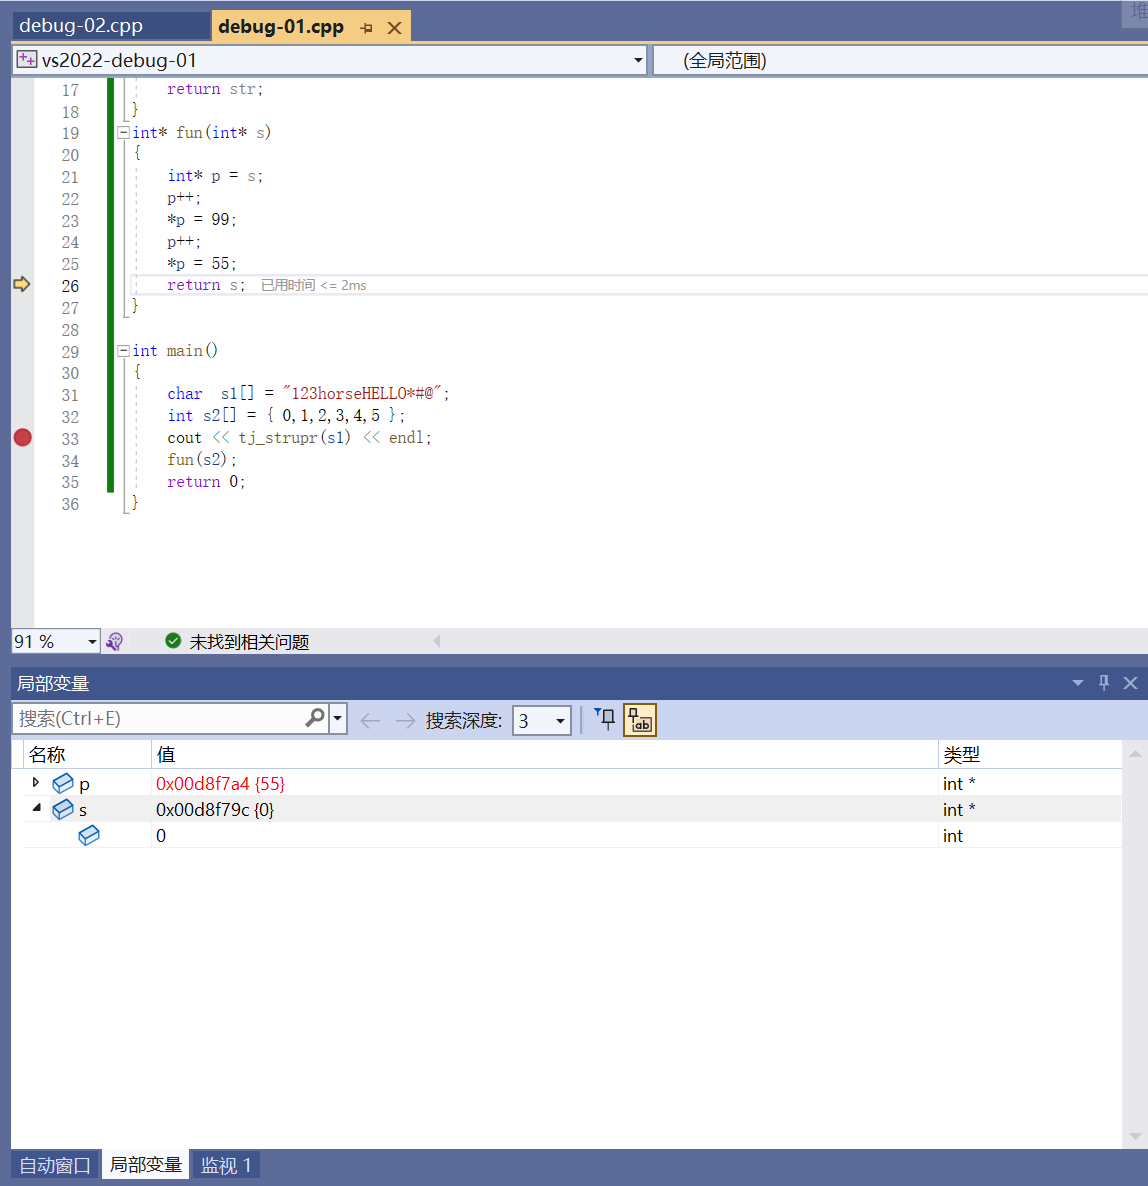 debug-02.cpp debug-01.cpp 堆
vs2022-debug-01 (全局范围)
17 return str;
18 }
19 int* fun(int* s)
20 {
21 int* p = s;
22 p++;
23 *p = 99;
24 p++;
25 *p = 55;
26 return s; 已用时间 <= 2ms
27 }
28
29 int main()
30 {
31 char  s1[] = "123horseHELLO*#@";
32 int s2[] = { 0,1,2,3,4,5 };
33 cout << tj_strupr(s1) << endl;
34 fun(s2);
35 return 0;
36 }
91 % 未找到相关问题
局部变量
搜索(Ctrl+E) 搜索深度: 3 ab
名称 值 类型
p 0x00d8f7a4 {55} int *
s 0x00d8f79c {0} int *
0 int
自动窗口 局部变量 监视 1